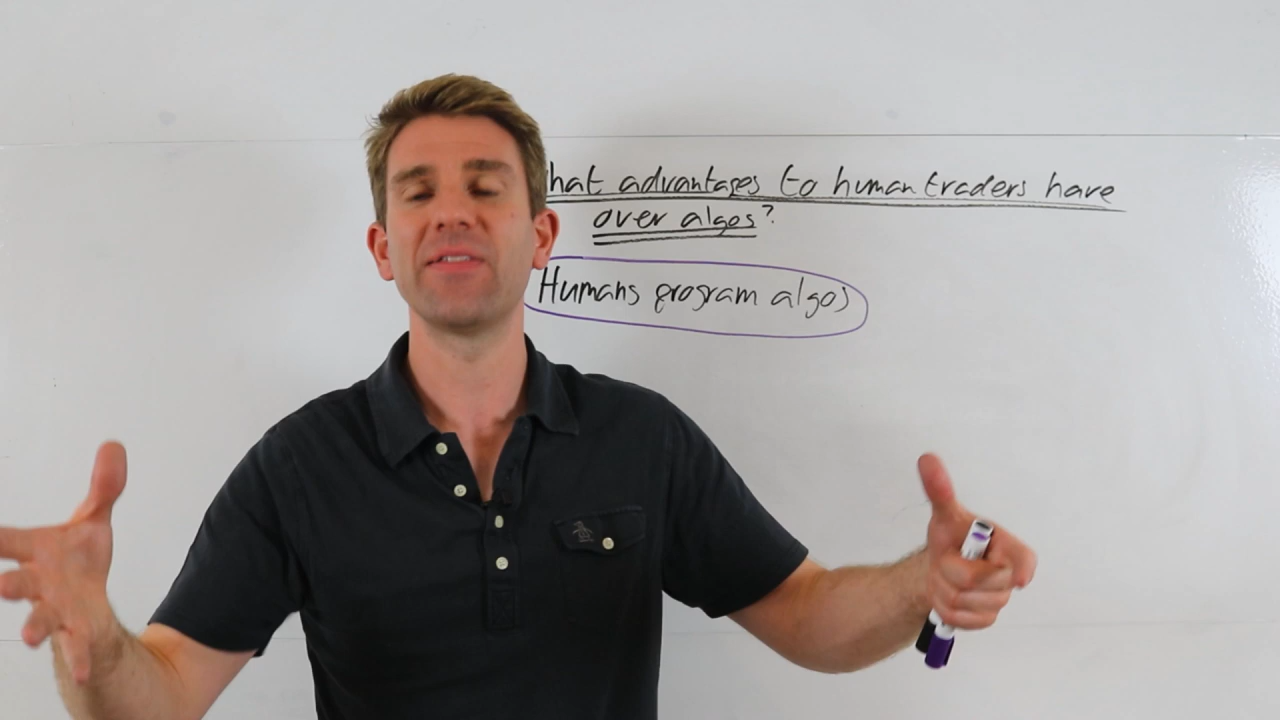 hat advantages to human traders have
over algos?
Humans program algos